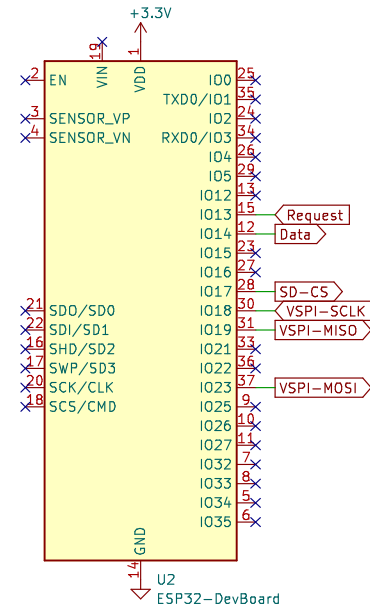 +3.3V
19 1
VIN VDD
2 EN IO0 25
TXD0/IO1 35
3 SENSOR_VP IO2 24
4 SENSOR_VN RXD0/IO3 34
IO4 26
IO5 29
IO12 13
IO13 15 Request
IO14 12 Data
IO15 23
IO16 27
IO17 28 SD-CS
21 SDO/SD0 IO18 30 VSPI-SCLK
22 SDI/SD1 IO19 31 VSPI-MISO
16 SHD/SD2 IO21 33
17 SWP/SD3 IO22 36
20 SCK/CLK IO23 37 VSPI-MOSI
18 SCS/CMD IO25 9
IO26 10
IO27 11
IO32 7
IO33 8
IO34 5
IO35 6
GND
14 U2
ESP32-DevBoard